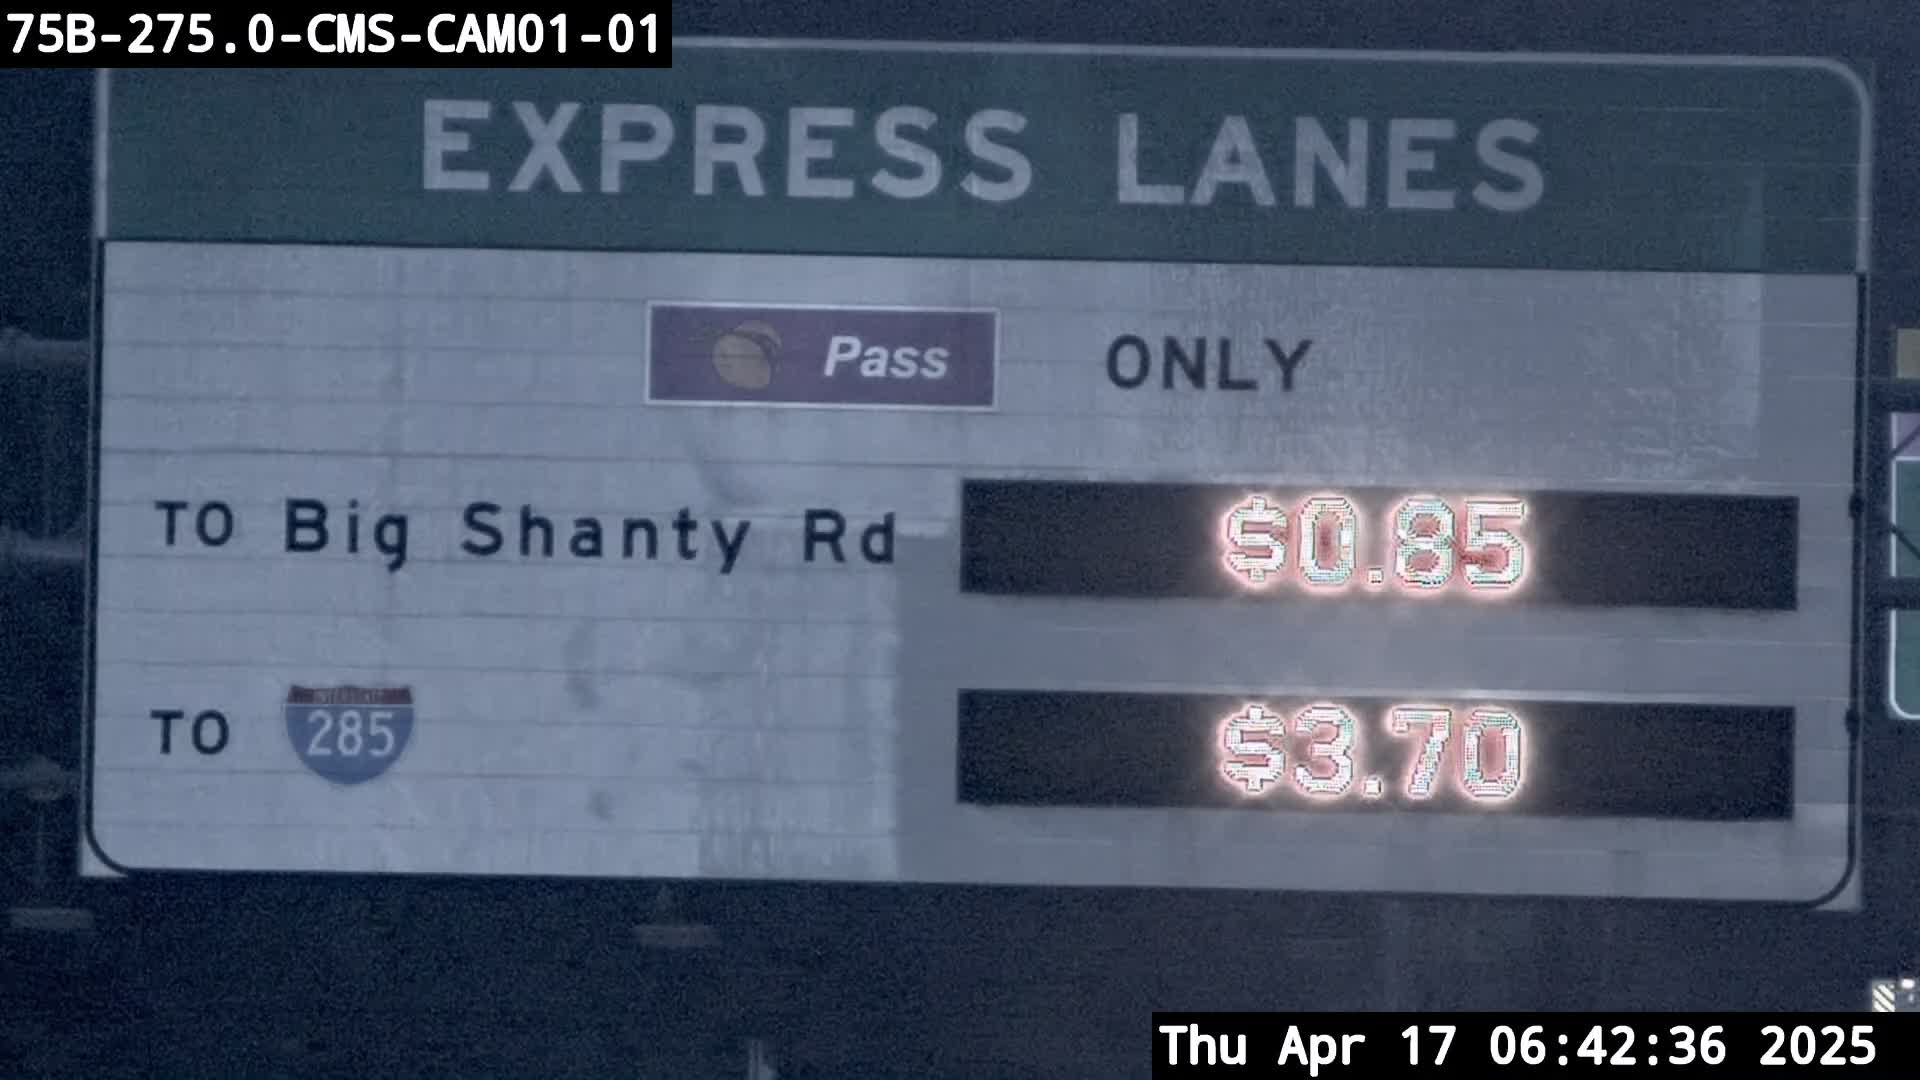 75B-275.0-CMS-CAM01-01
EXPRESS LANES
Pass ONLY
TO Big Shanty Rd $0.85
INTERSTATE
TO 285 $3.70
Thu Apr 17 06:42:36 2025